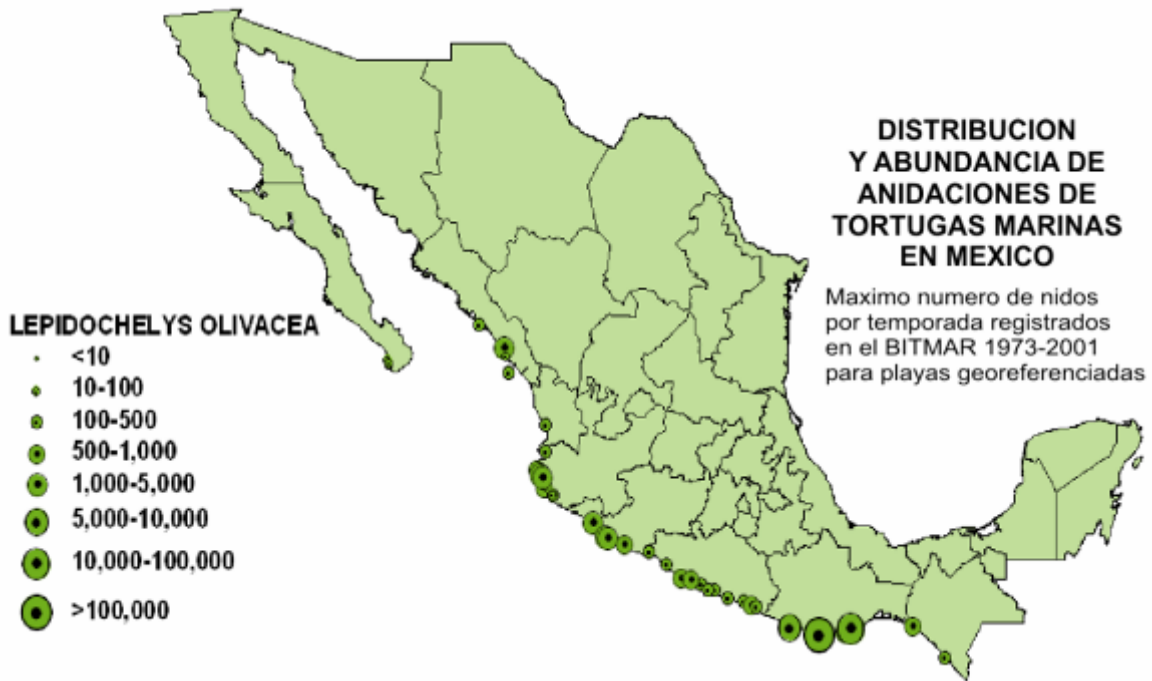 DISTRIBUCION
Y ABUNDANCIA DE
ANIDACIONES DE
TORTUGAS MARINAS
EN MEXICO
Maximo numero de nidos
por temporada registrados
en el BITMAR 1973-2001
para playas georeferenciadas
LEPIDOCHELYS OLIVACEA
<10
10-100
100-500
500-1,000
1,000-5,000
5,000-10,000
10,000-100,000
>100,000